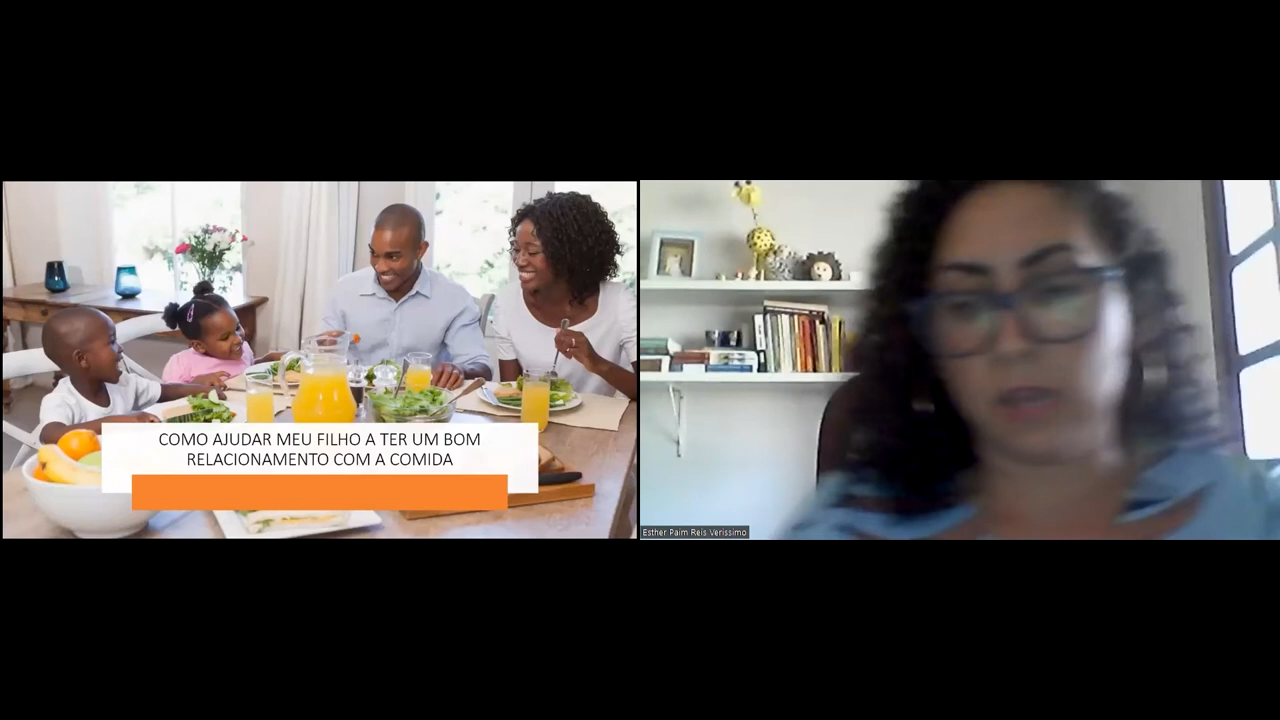 COMO AJUDAR MEU FILHO A TER UM BOM
RELACIONAMENTO COM A COMIDA
Esther Paim Reis Verissimo